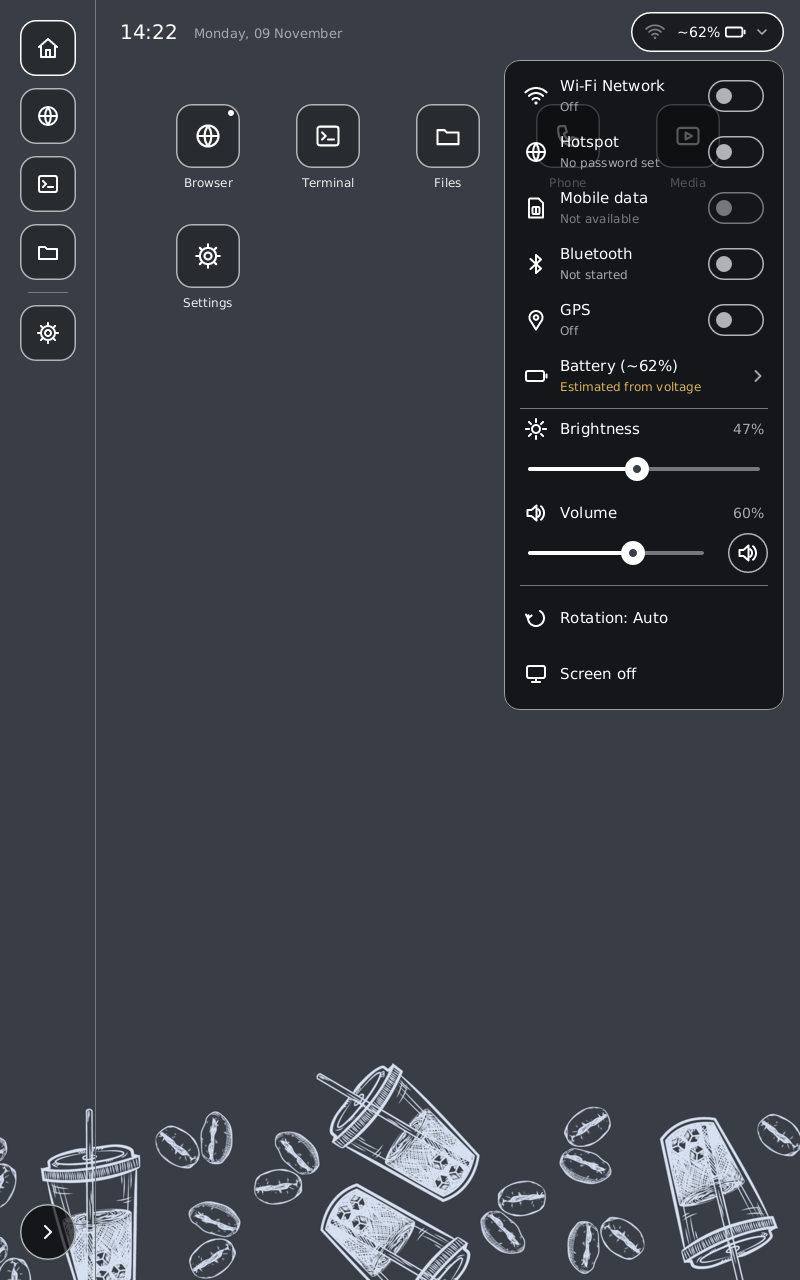 14:22 Monday, 09 November ~62%
Wi-Fi Network
Off
Hotspot
No password set
Mobile data
Not available
Bluetooth
Not started
GPS
Off
Battery (~62%)
Estimated from voltage
Brightness 47%
Volume 60%
Rotation: Auto
Screen off
Browser Terminal Files Phone Media
Settings